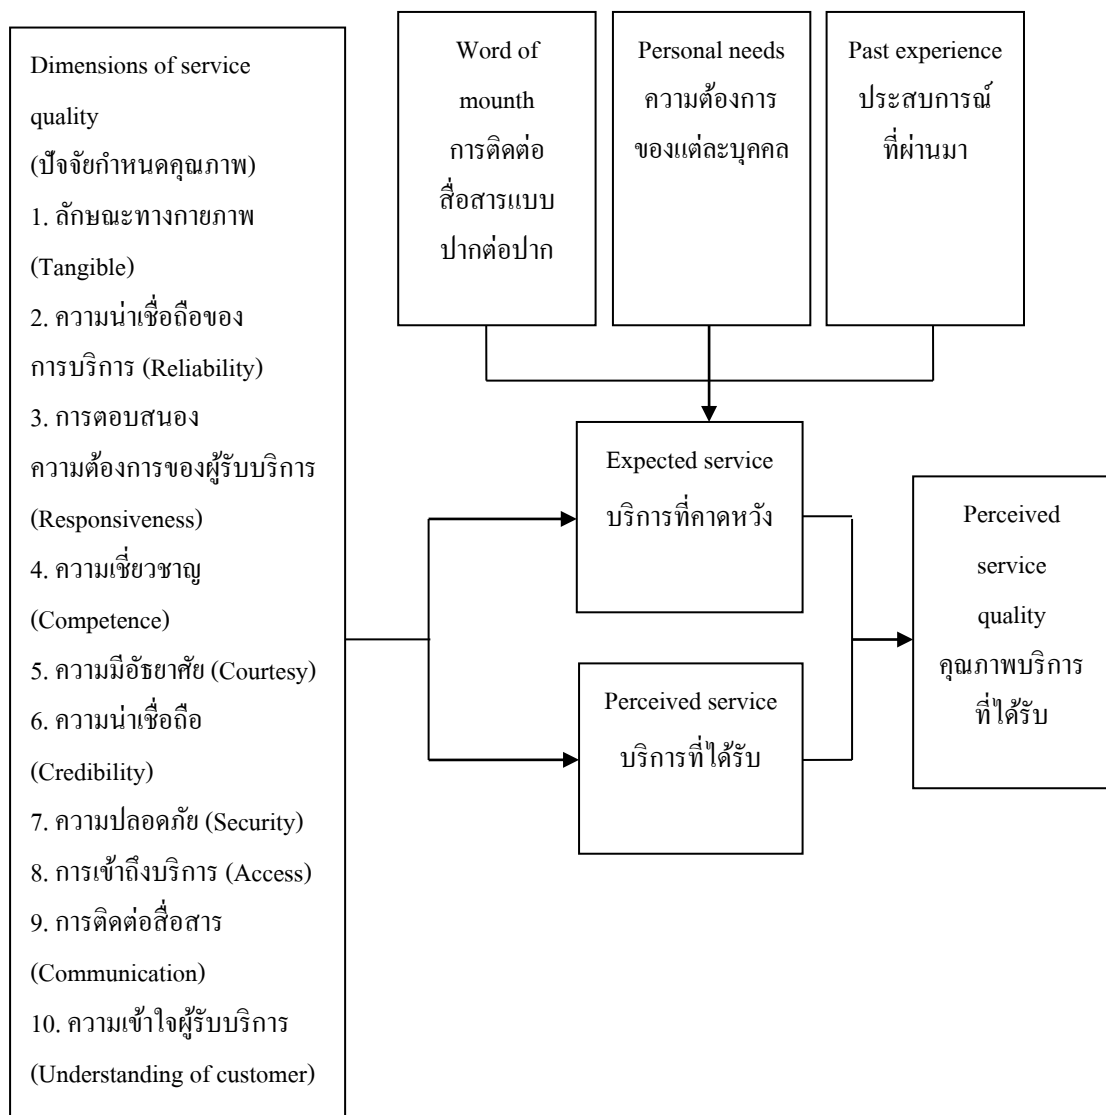 Dimensions of service
quality
(ปัจจัยกำหนดคุณภาพ)
1. ลักษณะทางกายภาพ
(Tangible)
2. ความน่าเชื่อถือของ
การบริการ (Reliability)
3. การตอบสนอง
ความต้องการของผู้รับบริการ
(Responsiveness)
4. ความเชี่ยวชาญ
(Competence)
5. ความมีอัธยาศัย (Courtesy)
6. ความน่าเชื่อถือ
(Credibility)
7. ความปลอดภัย (Security)
8. การเข้าถึงบริการ (Access)
9. การติดต่อสื่อสาร
(Communication)
10. ความเข้าใจผู้รับบริการ
(Understanding of customer)
Word of
mounth
การติดต่อ
สื่อสารแบบ
ปากต่อปาก
Personal needs
ความต้องการ
ของแต่ละบุคคล
Past experience
ประสบการณ์
ที่ผ่านมา
Expected service
บริการที่คาดหวัง
Perceived service
บริการที่ได้รับ
Perceived
service
quality
คุณภาพบริการ
ที่ได้รับ